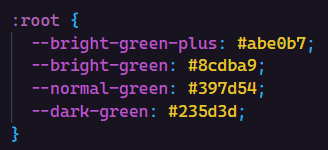 :root {
--bright-green-plus: #abe0b7;
--bright-green: #8cdba9;
--normal-green: #397d54;
--dark-green: #235d3d;
}